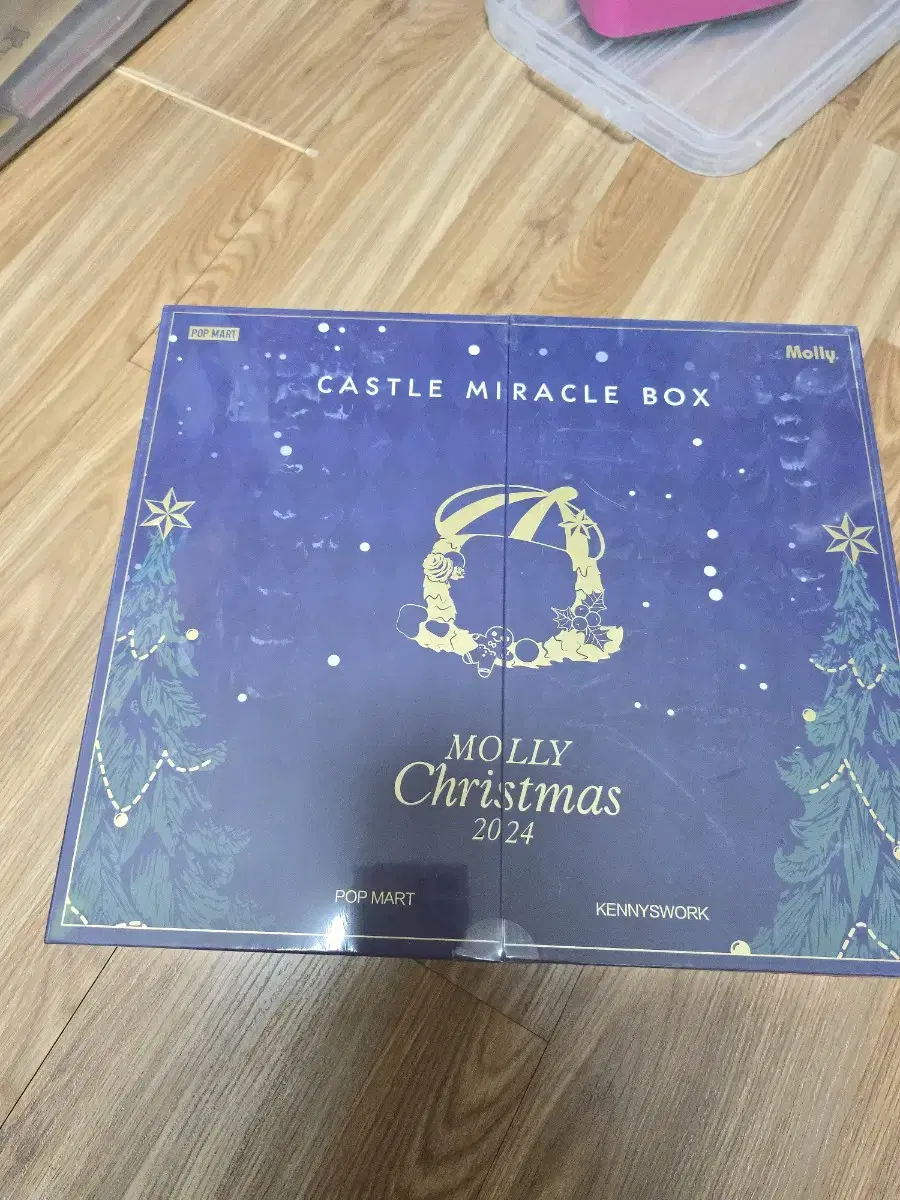 POP MART
Molly.
CASTLE MIRACLE BOX
MOLLY
Christmas
2024
POP MART
KENNYSWORK